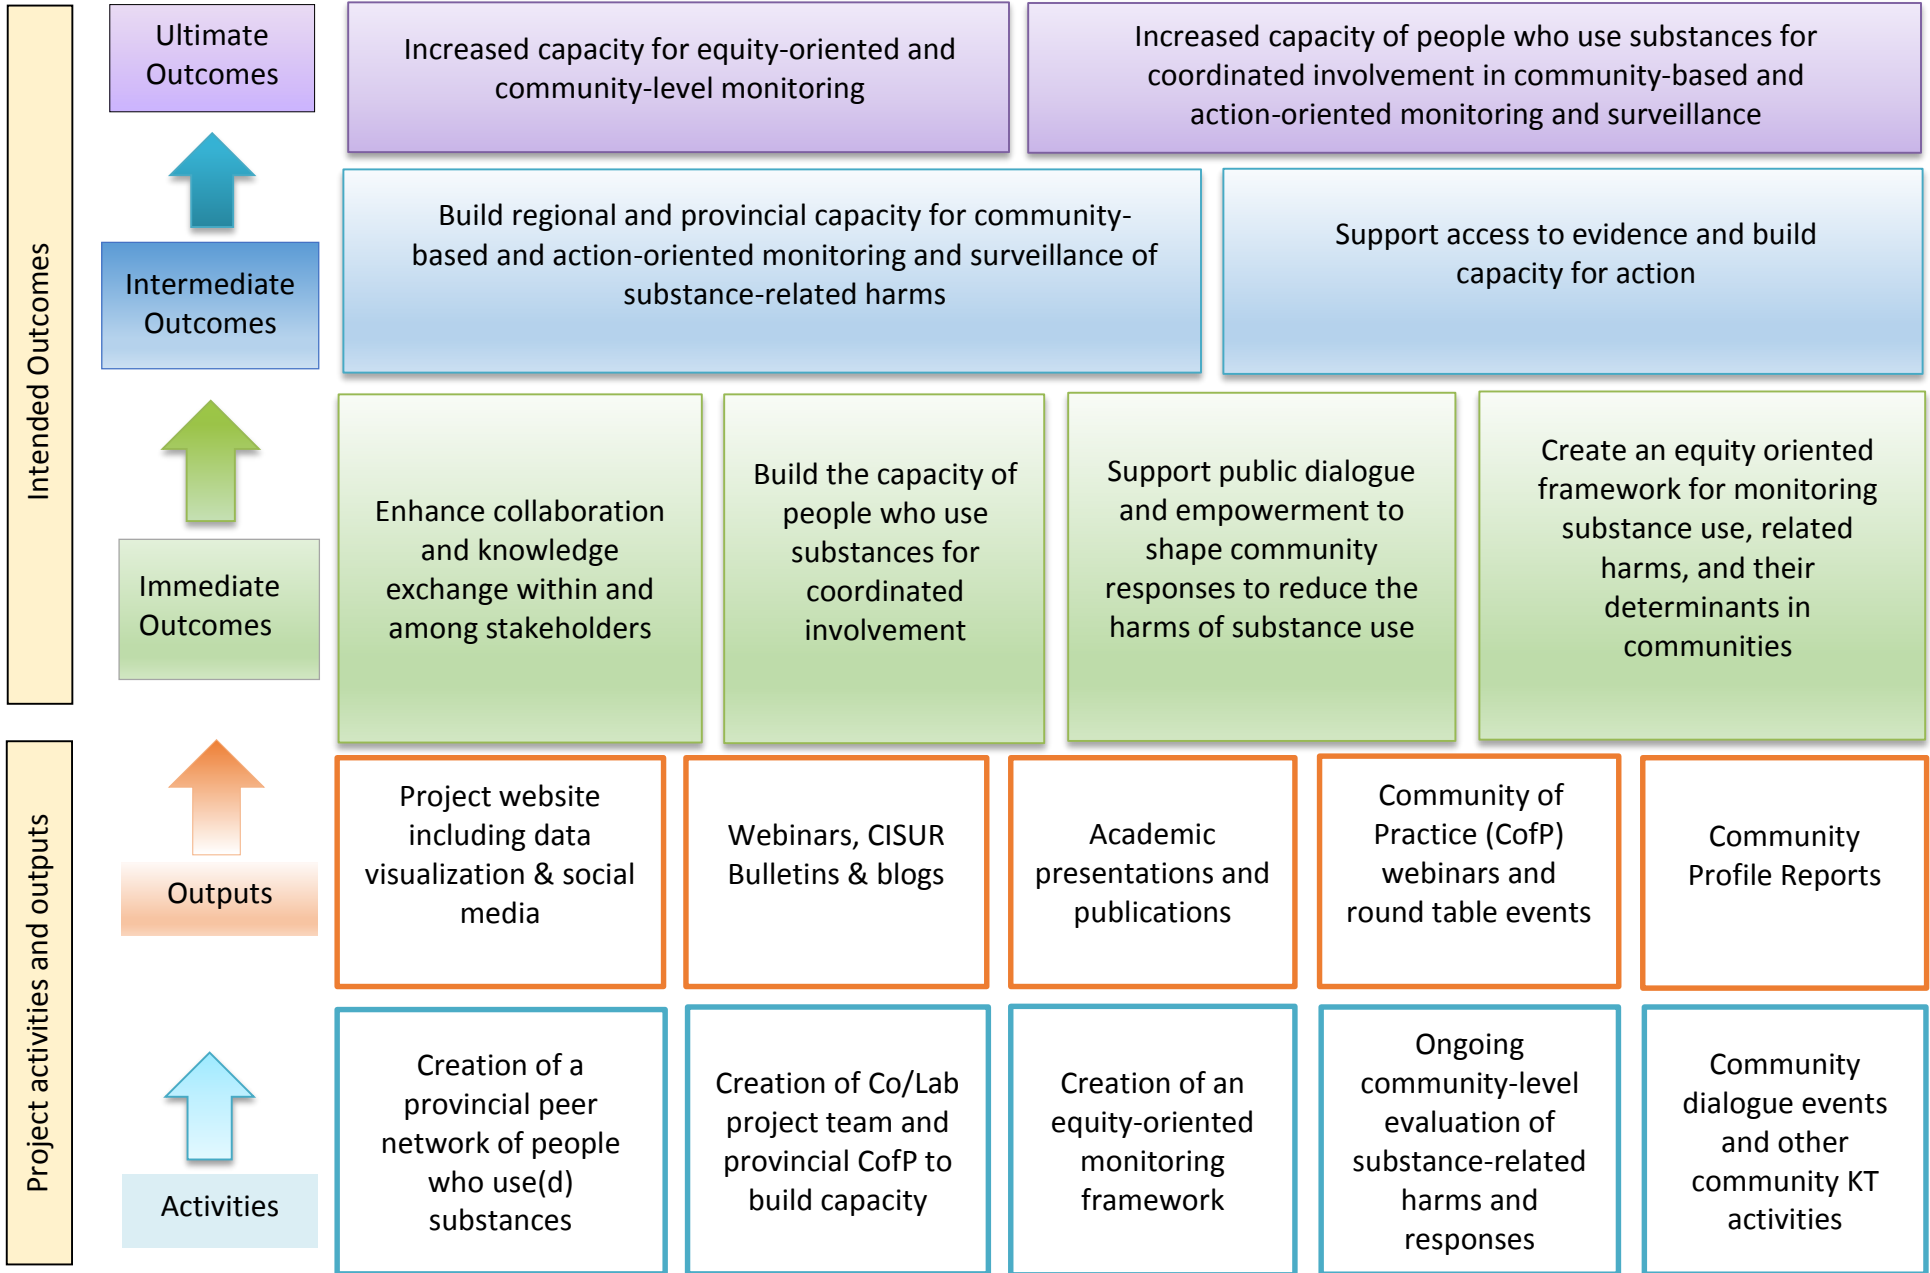 Intended Outcomes
Ultimate
Outcomes
Increased capacity for equity-oriented and
community-level monitoring
Increased capacity of people who use substances for
coordinated involvement in community-based and
action-oriented monitoring and surveillance
Intermediate
Outcomes
Build regional and provincial capacity for community-
based and action-oriented monitoring and surveillance of
substance-related harms
Support access to evidence and build
capacity for action
Immediate
Outcomes
Enhance collaboration
and knowledge
exchange within and
among stakeholders
Build the capacity of
people who use
substances for
coordinated
involvement
Support public dialogue
and empowerment to
shape community
responses to reduce the
harms of substance use
Create an equity oriented
framework for monitoring
substance use, related
harms, and their
determinants in
communities
Project activities and outputs
Outputs
Project website
including data
visualization & social
media
Webinars, CISUR
Bulletins & blogs
Academic
presentations and
publications
Community of
Practice (CofP)
webinars and
round table events
Community
Profile Reports
Activities
Creation of a
provincial peer
network of people
who use(d)
substances
Creation of Co/Lab
project team and
provincial CofP to
build capacity
Creation of an
equity-oriented
monitoring
framework
Ongoing
community-level
evaluation of
substance-related
harms and
responses
Community
dialogue events
and other
community KT
activities